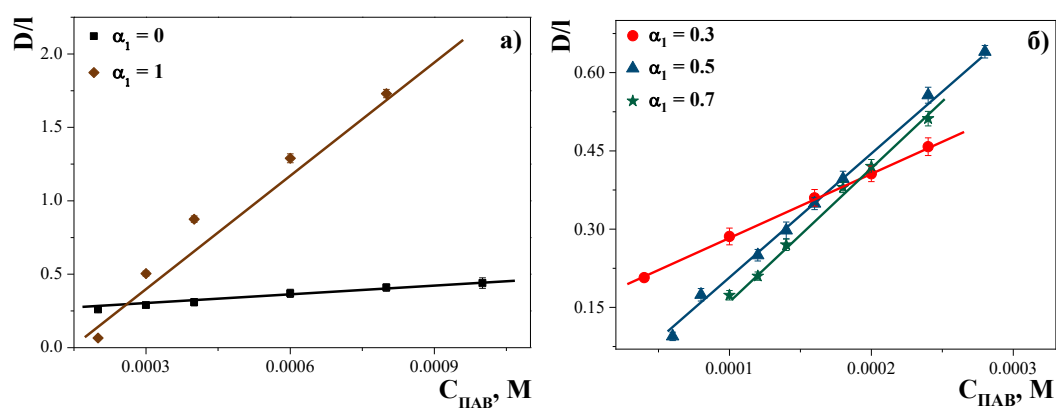 D/l
а)
α₁ = 0
α₁ = 1
2.0
1.5
1.0
0.5
0.0
0.0003
0.0006
0.0009
C_ПАВ, М
D/l
б)
α₁ = 0.3
α₁ = 0.5
α₁ = 0.7
0.60
0.45
0.30
0.15
0.0001
0.0002
0.0003
C_ПАВ, М